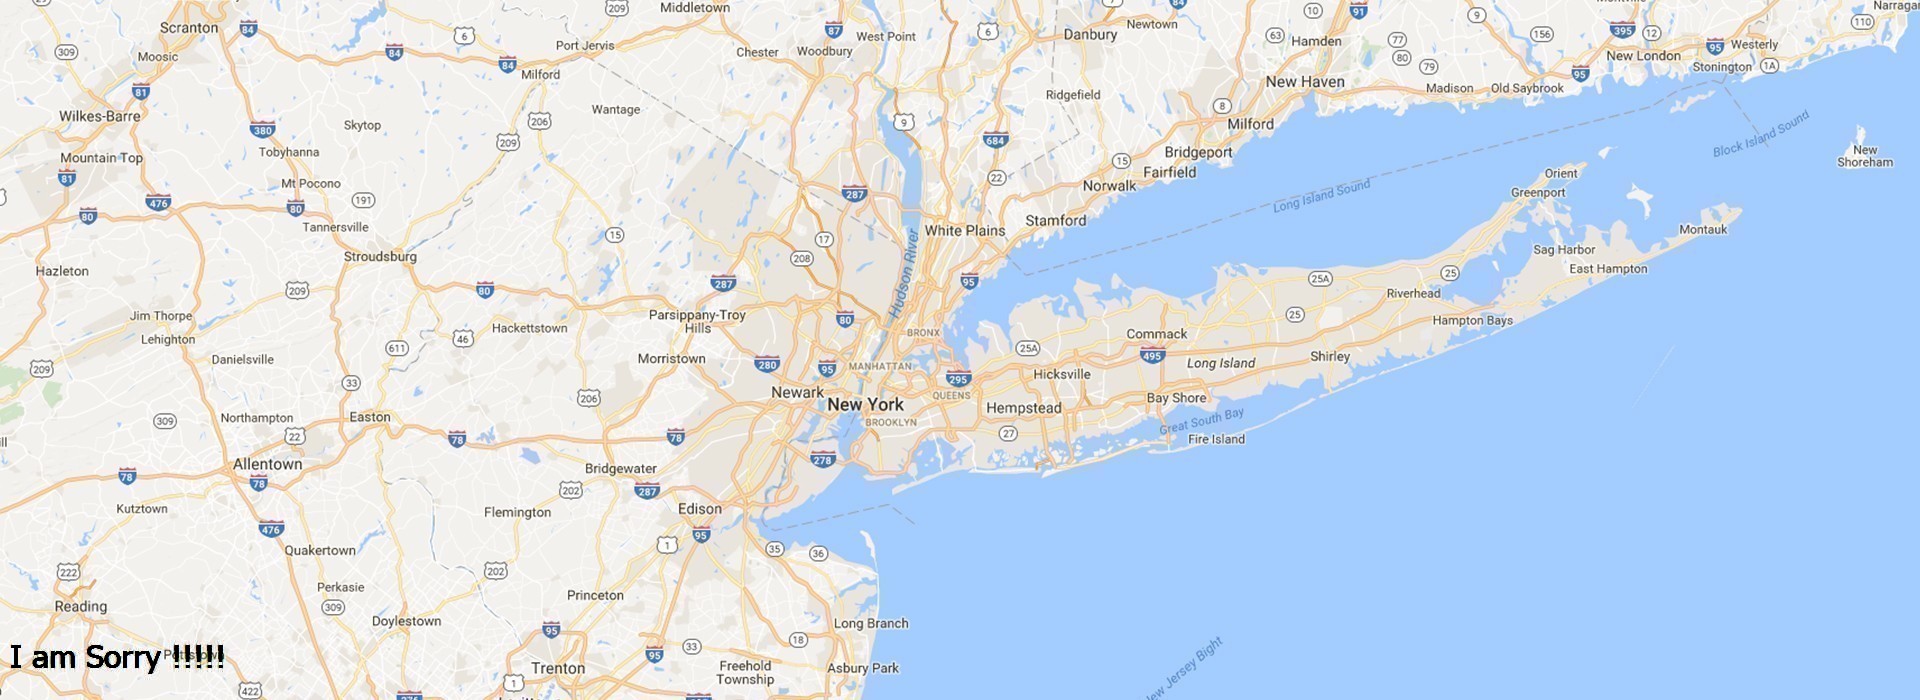 209
Middletown
6
Scranton
84
87
West Point
6
Danbury
Newtown
7
84
10
91
9
156
395
12
110
Narragan
309
Moosic
84
84
Port Jervis
Chester
Woodbury
63
Hamden
77
80
79
New London
95
Westerly
Stonington
1A
Milford
81
Wilkes-Barre
Skytop
206
Wantage
9
Ridgefield
New Haven
Madison
Old Saybrook
95
8
Milford
380
209
684
Block Island Sound
Mountain Top
Tobyhanna
15
Bridgeport
Fairfield
New
Shoreham
81
Mt Pocono
22
Norwalk
Orient
Greenport
476
80
80
191
287
Long Island Sound
Tannersville
15
17
White Plains
Stamford
Montauk
Stroudsburg
208
Hudson River
Sag Harbor
East Hampton
Hazleton
209
80
287
95
25A
25
Riverhead
Jim Thorpe
Lehighton
Hackettstown
Parsippany-Troy
Hills
80
BRONX
25
Hampton Bays
46
Commack
Danielsville
611
Morristown
280
95
MANHATTAN
25A
495
Long Island
Shirley
209
33
206
Newark
295
Hicksville
QUEENS
New York
Hempstead
Bay Shore
309
Northampton
Easton
BROOKLYN
Great South Bay
22
78
78
27
Fire Island
Allentown
78
78
Bridgewater
278
202
287
Kutztown
Flemington
Edison
476
95
Quakertown
1
35
36
222
202
Perkasie
Reading
309
Princeton
Doylestown
95
Long Branch
I am Sorry !!!!!
95
33
18
Trenton
Freehold
Township
Asbury Park
New Jersey Bight
422
1
276